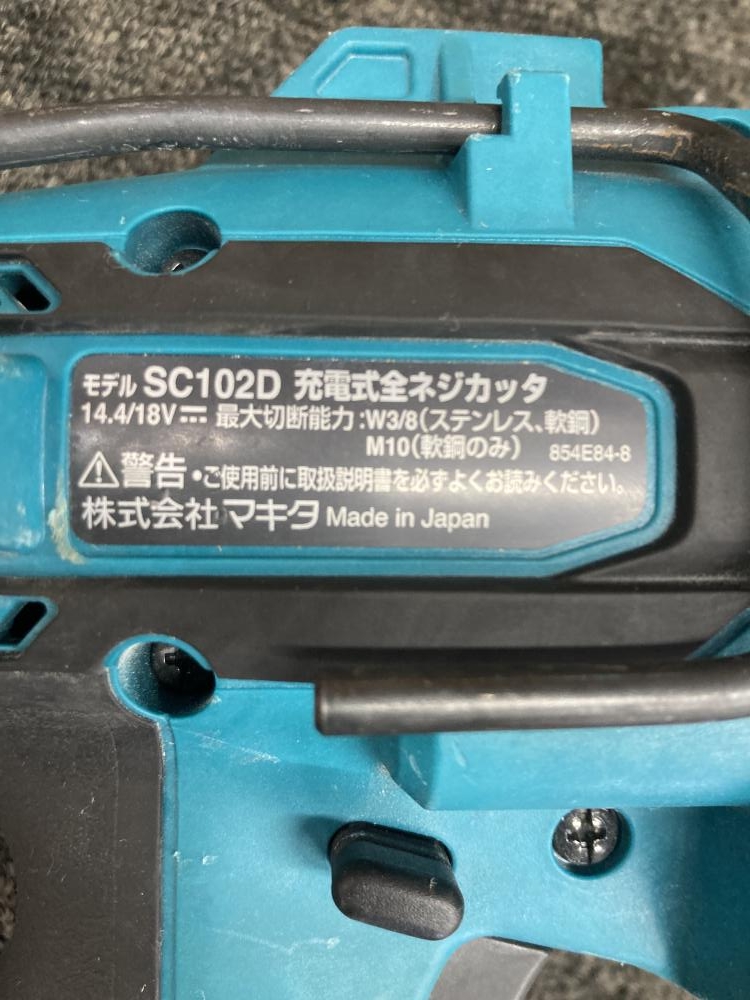 モデル SC102D 充電式全ネジカッタ
14.4/18V⎓ 最大切断能力:W3/8(ステンレス、軟鋼)
M10(軟鋼のみ) 854E84-8
⚠警告・ご使用前に取扱説明書を必ずよくお読みください。
株式会社マキタ Made in Japan